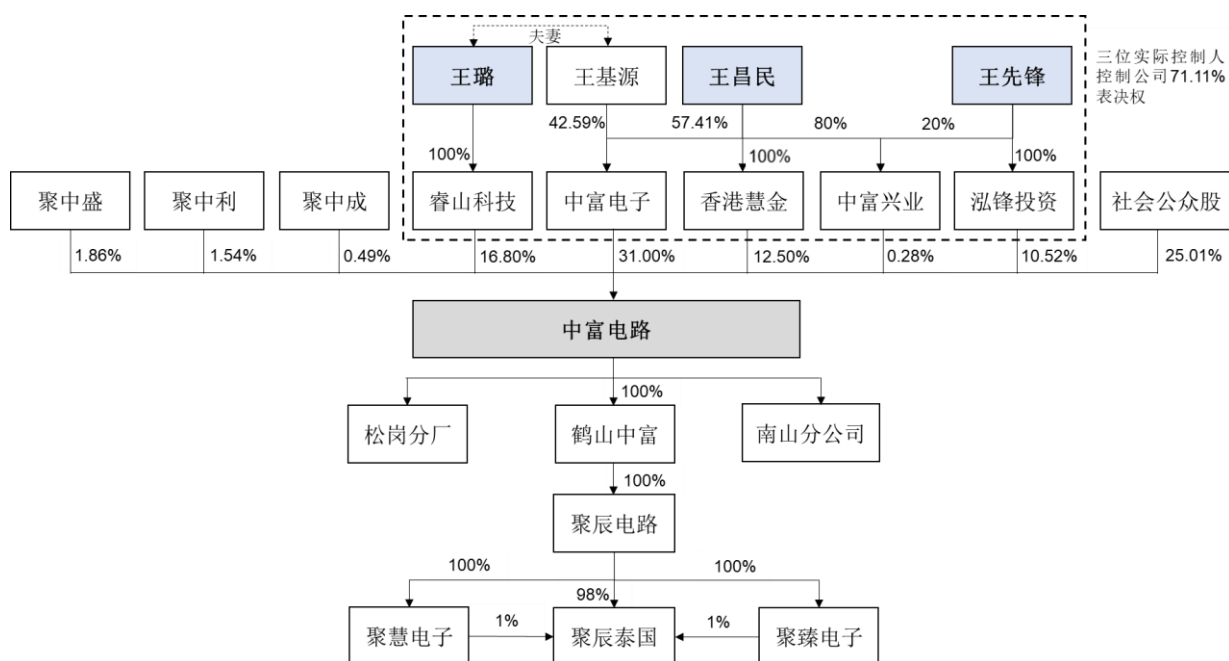 夫妻
王璐
王基源
王昌民
王先锋
三位实际控制人
控制公司71.11%
表决权
42.59%
57.41%
80%
20%
100%
100%
100%
聚中盛
聚中利
聚中成
睿山科技
中富电子
香港慧金
中富兴业
泓锋投资
社会公众股
1.86%
1.54%
0.49%
16.80%
31.00%
12.50%
0.28%
10.52%
25.01%
中富电路
100%
松岗分厂
鹤山中富
南山分公司
100%
聚辰电路
100%
100%
98%
聚慧电子
1%
聚辰泰国
1%
聚臻电子